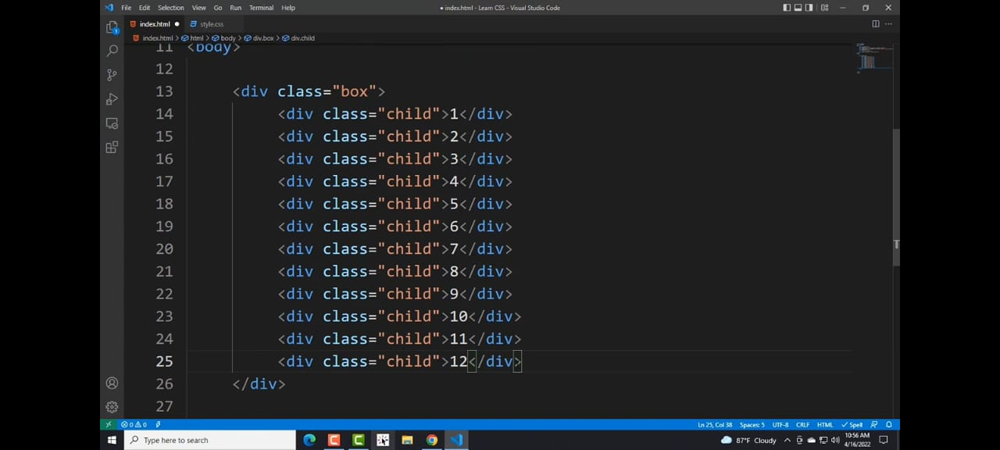 File Edit Selection View Go Run Terminal Help ● index.html - Learn CSS - Visual Studio Code
index.html ● style.css
index.html > html > body > div.box > div.child
11 <body>
12
13 <div class="box">
14 <div class="child">1</div>
15 <div class="child">2</div>
16 <div class="child">3</div>
17 <div class="child">4</div>
18 <div class="child">5</div>
19 <div class="child">6</div>
20 <div class="child">7</div>
21 <div class="child">8</div>
22 <div class="child">9</div>
23 <div class="child">10</div>
24 <div class="child">11</div>
25 <div class="child">12</div>
26 </div>
27
0 0 Ln 25, Col 38 Spaces: 5 UTF-8 CRLF HTML Spell
Type here to search 87°F Cloudy 10:56 AM
4/16/2022